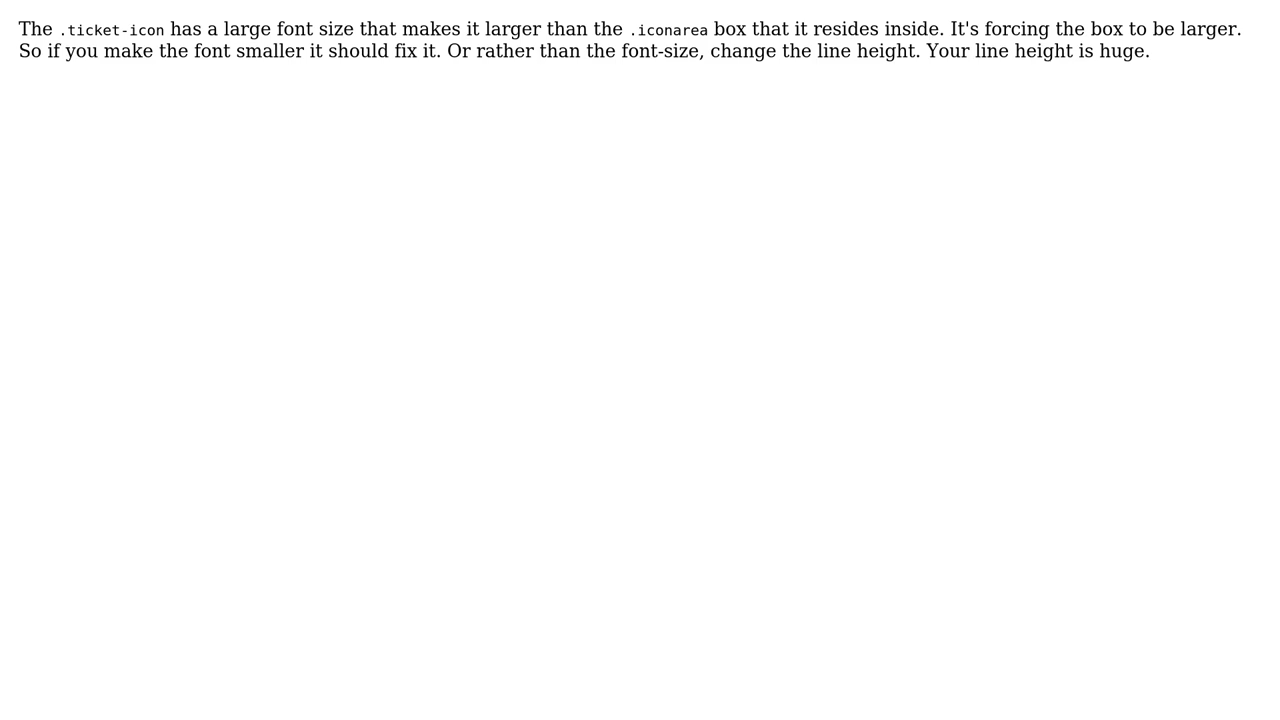 The .ticket-icon has a large font size that makes it larger than the .iconarea box that it resides inside. It's forcing the box to be larger.
So if you make the font smaller it should fix it. Or rather than the font-size, change the line height. Your line height is huge.